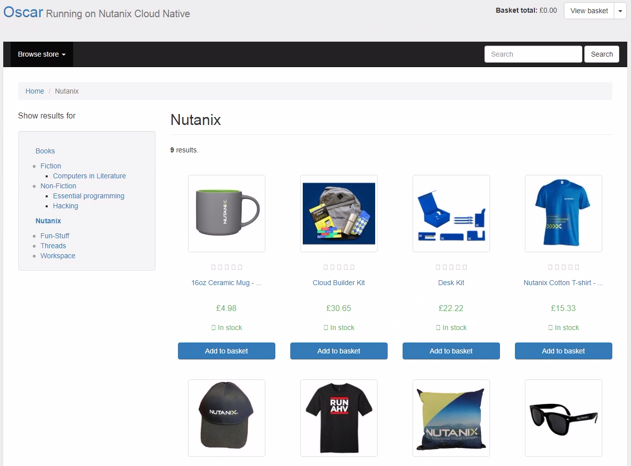 Oscar Running on Nutanix Cloud Native
Basket total: £0.00
View basket
Browse store
Search
Search
Home / Nutanix
Show results for
Books
Fiction
Computers in Literature
Non-Fiction
Essential programming
Hacking
Nutanix
Fun-Stuff
Threads
Workspace
Nutanix
9 results.
NUTANIX
16oz Ceramic Mug - ...
£4.98
In stock
Add to basket
Cloud Builder Kit
£30.65
In stock
Add to basket
Desk Kit
£22.22
In stock
Add to basket
Nutanix Cotton T-shirt - ...
£15.33
In stock
Add to basket
NUTANIX
RUN
AHV
NUTANIX